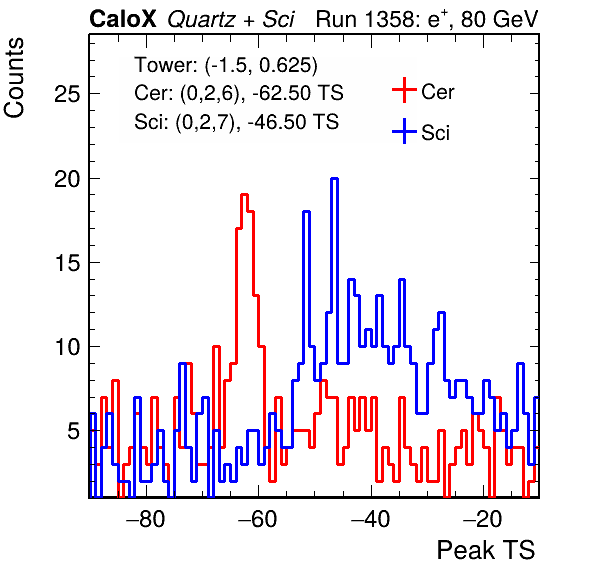 CaloX Quartz + Sci Run 1358: e+, 80 GeV
Tower: (-1.5, 0.625)
Cer: (0,2,6), -62.50 TS
Sci: (0,2,7), -46.50 TS
Cer
Sci
Counts
25
20
15
10
5
−80 −60 −40 −20
Peak TS